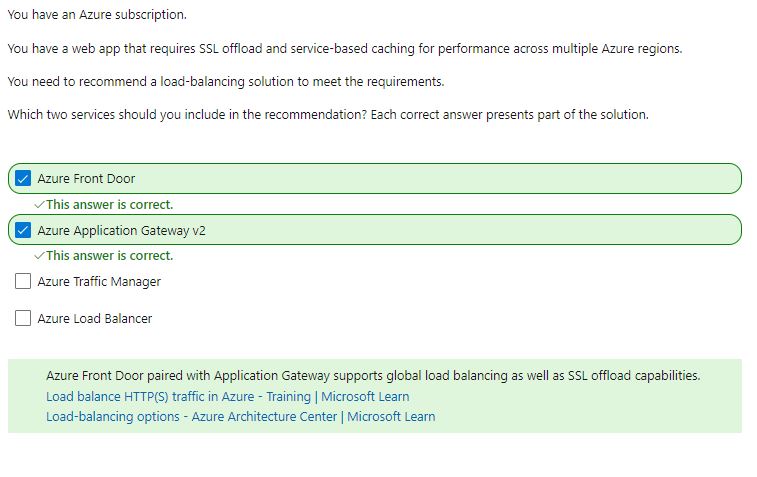 You have an Azure subscription.
You have a web app that requires SSL offload and service-based caching for performance across multiple Azure regions.
You need to recommend a load-balancing solution to meet the requirements.
Which two services should you include in the recommendation? Each correct answer presents part of the solution.
Azure Front Door
This answer is correct.
Azure Application Gateway v2
This answer is correct.
Azure Traffic Manager
Azure Load Balancer
Azure Front Door paired with Application Gateway supports global load balancing as well as SSL offload capabilities.
Load balance HTTP(S) traffic in Azure - Training | Microsoft Learn
Load-balancing options - Azure Architecture Center | Microsoft Learn